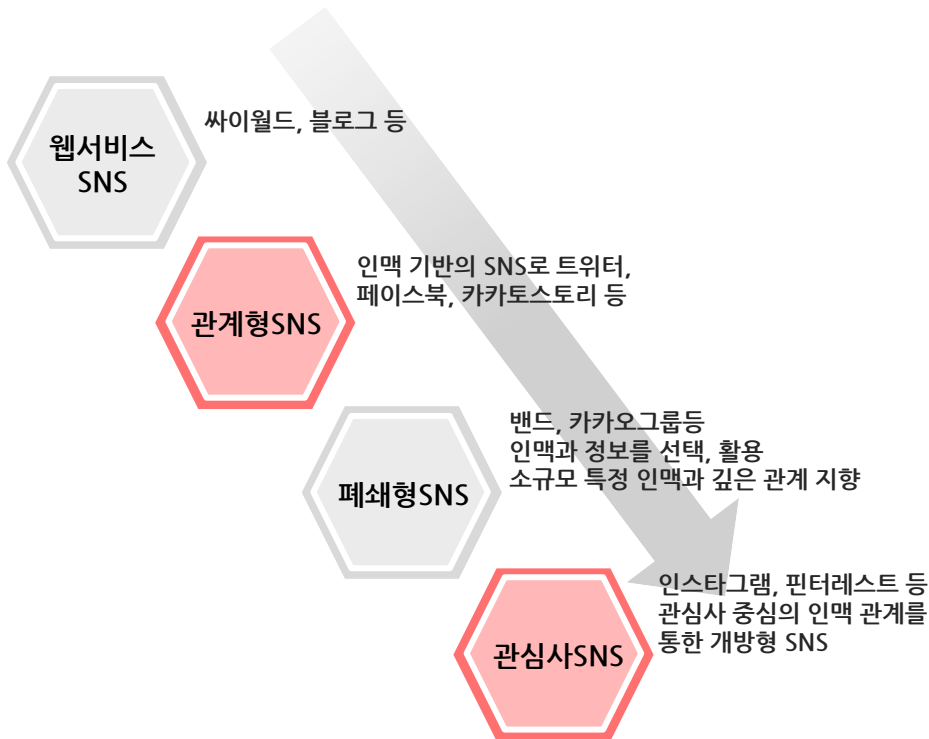 웹서비스
SNS
싸이월드, 블로그 등
관계형SNS
인맥 기반의 SNS로 트위터,
페이스북, 카카토스토리 등
폐쇄형SNS
밴드, 카카오그룹등
인맥과 정보를 선택, 활용
소규모 특정 인맥과 깊은 관계 지향
관심사SNS
인스타그램, 핀터레스트 등
관심사 중심의 인맥 관계를
통한 개방형 SNS